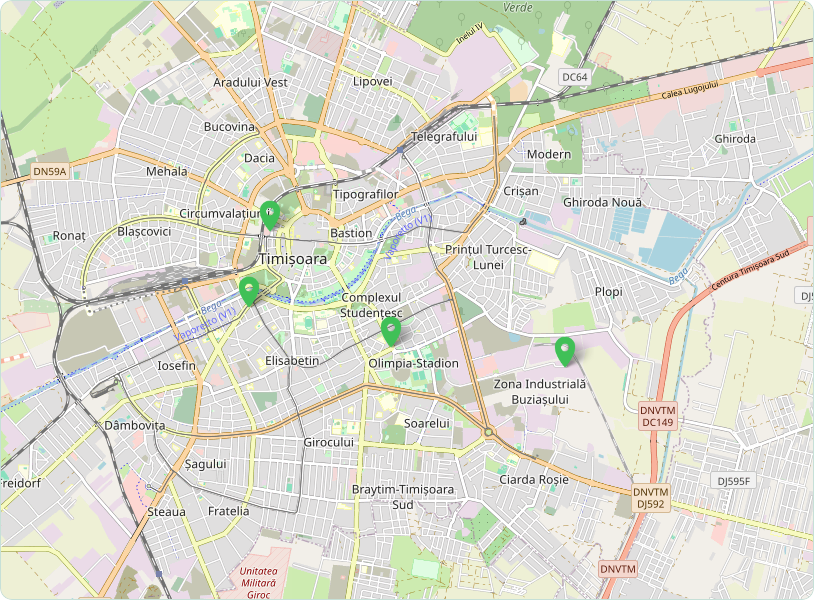 Verde
Inelul IV
DC64
Aradului Vest
Lipovei
Calea Lugojului
Bucovina
Telegrafului
Ghiroda
Dacia
Modern
DN59A
Mehala
Tipografilor
Crișan
Ghiroda Nouă
Circumvalațiun
Bega
Vaporetto (V1)
Ronaț
Blașcovici
Bastion
Prințul Turcesc-
Lunei
Timișoara
Bega
Centura Timișoara Sud
Plopi
DJ5
Complexul
Studențesc
Bega
Vaporetto (V1)
Iosefin
Elisabetin
Olimpia-Stadion
Zona Industrială
Buziașului
DNVTM
DC149
Dâmbovița
Soarelui
Girocului
Sagului
reidorf
Ciarda Roșie
DJ595F
Braytim-Timișoara
Sud
DNVTM
DJ592
Steaua
Fratelia
Unitatea
Militară
Giroc
DNVTM